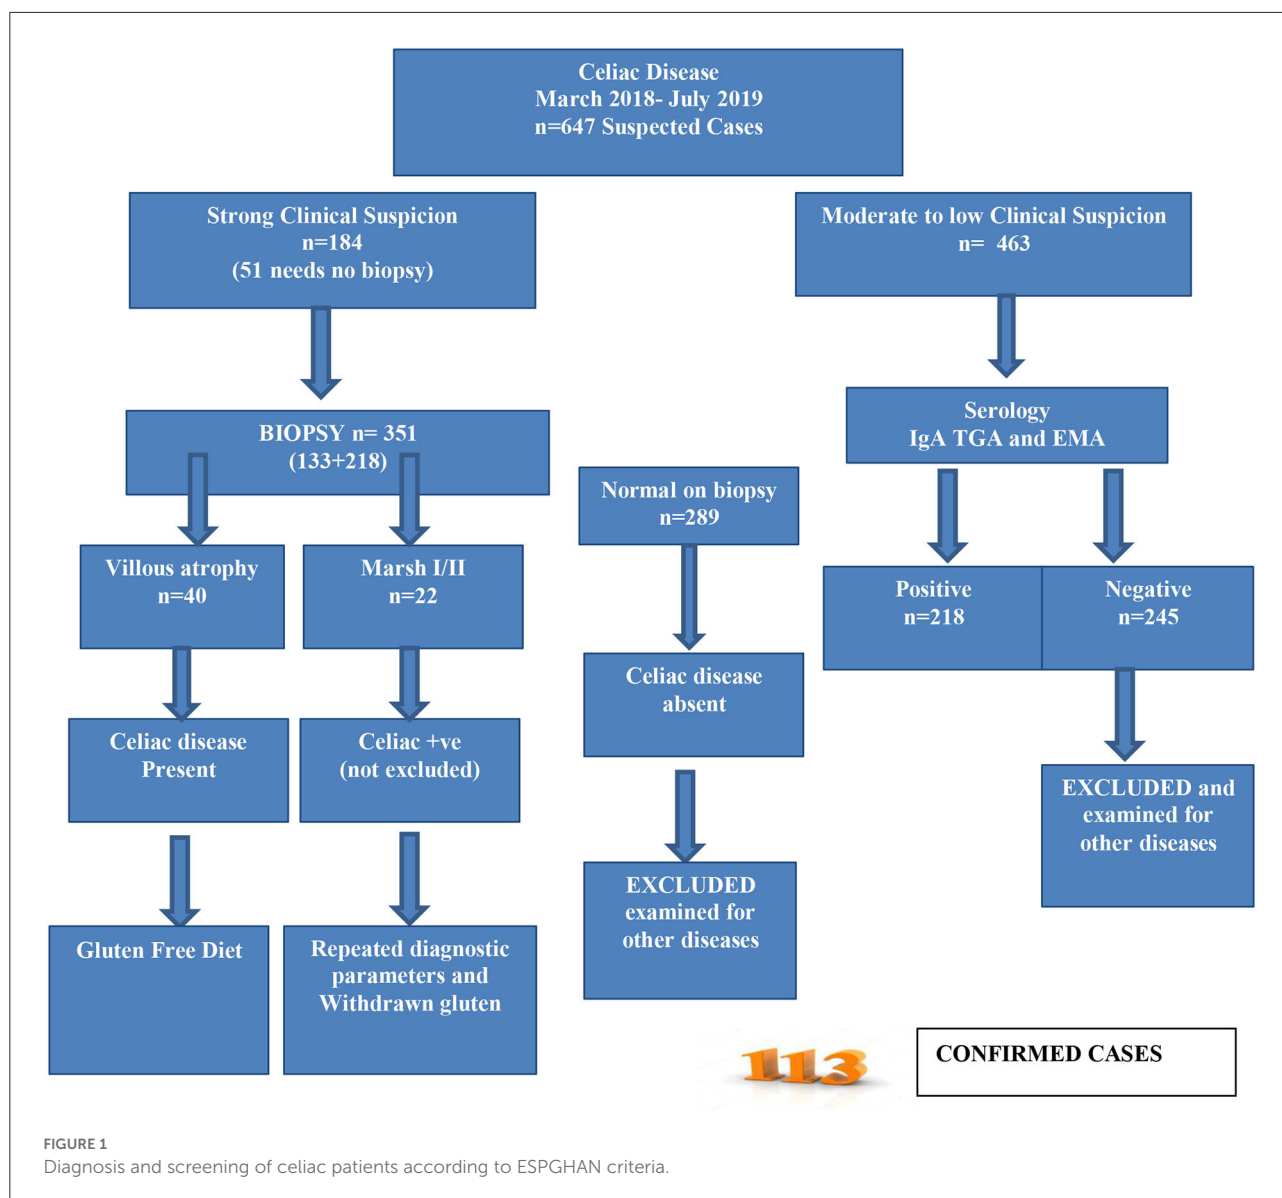 Celiac Disease
March 2018- July 2019
n=647 Suspected Cases
Strong Clinical Suspicion
n=184
(51 needs no biopsy)
Moderate to low Clinical Suspicion
n= 463
BIOPSY n= 351
(133+218)
Serology
IgA TGA and EMA
Normal on biopsy
n=289
Villous atrophy
n=40
Marsh I/II
n=22
Positive
n=218
Negative
n=245
Celiac disease
absent
Celiac disease
Present
Celiac +ve
(not excluded)
EXCLUDED and
examined for
other diseases
EXCLUDED
examined for
other diseases
Gluten Free Diet
Repeated diagnostic
parameters and
Withdrawn gluten
113
CONFIRMED CASES
FIGURE 1
Diagnosis and screening of celiac patients according to ESPGHAN criteria.